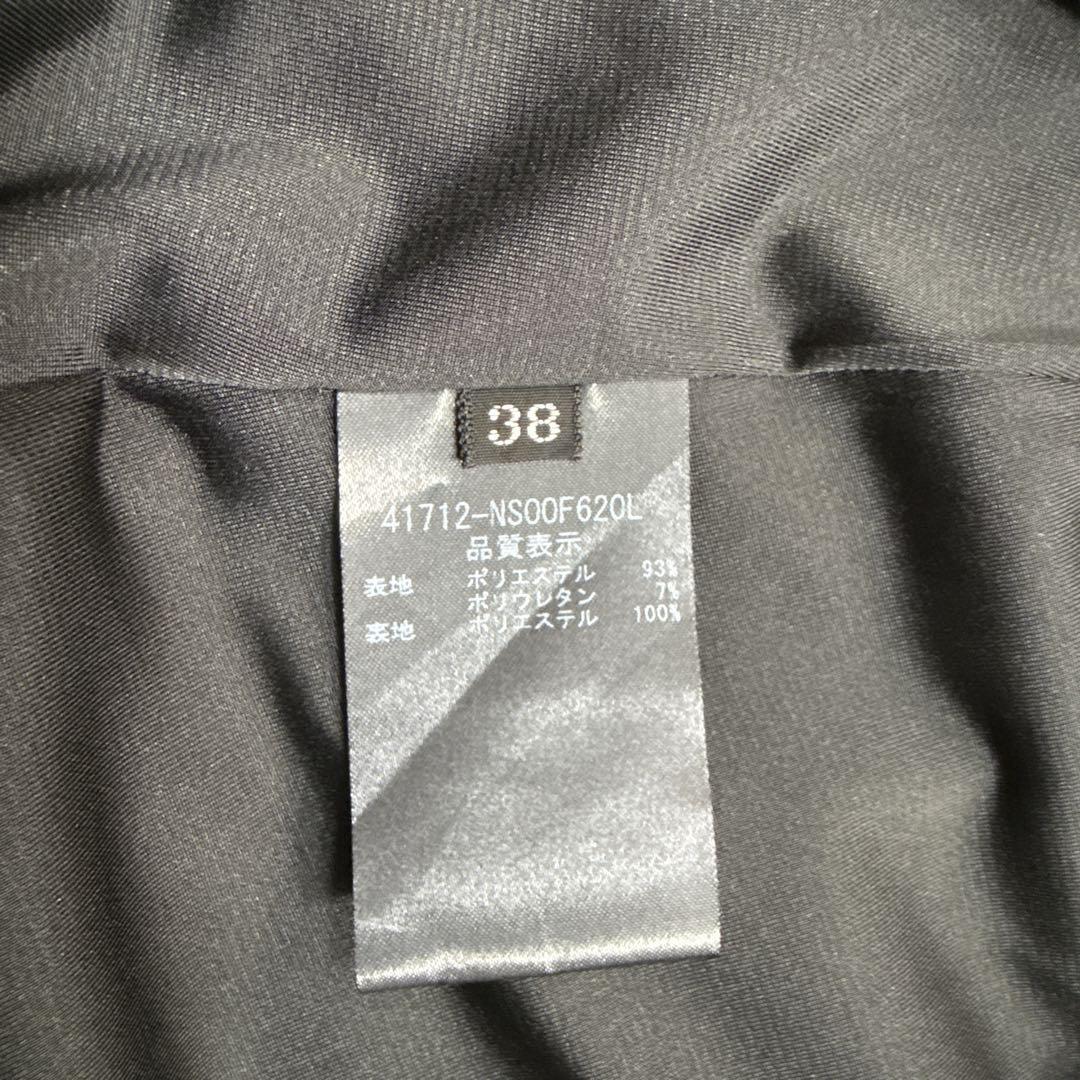 38
41712-NS00F620L
品質表示
表地 ポリエステル 93%
ポリウレタン 7%
裏地 ポリエステル 100%